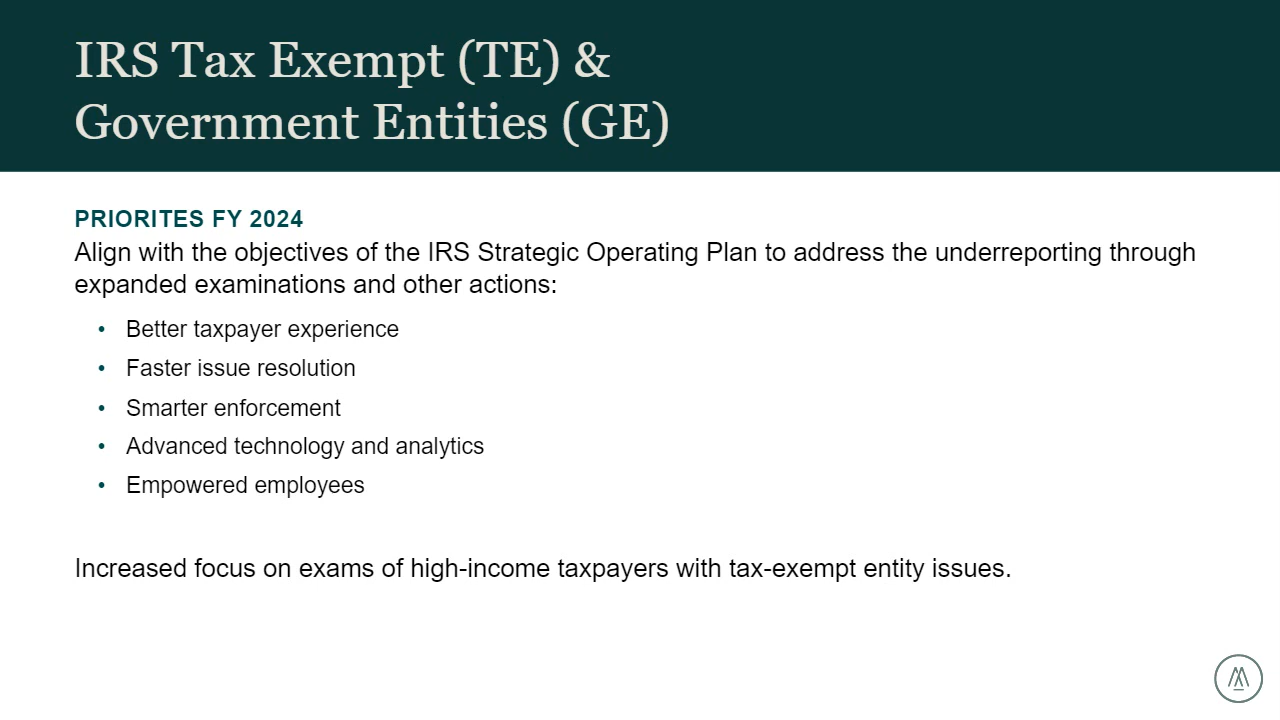 IRS Tax Exempt (TE) &
Government Entities (GE)
PRIORITES FY 2024
Align with the objectives of the IRS Strategic Operating Plan to address the underreporting through
expanded examinations and other actions:
• Better taxpayer experience
• Faster issue resolution
• Smarter enforcement
• Advanced technology and analytics
• Empowered employees
Increased focus on exams of high-income taxpayers with tax-exempt entity issues.